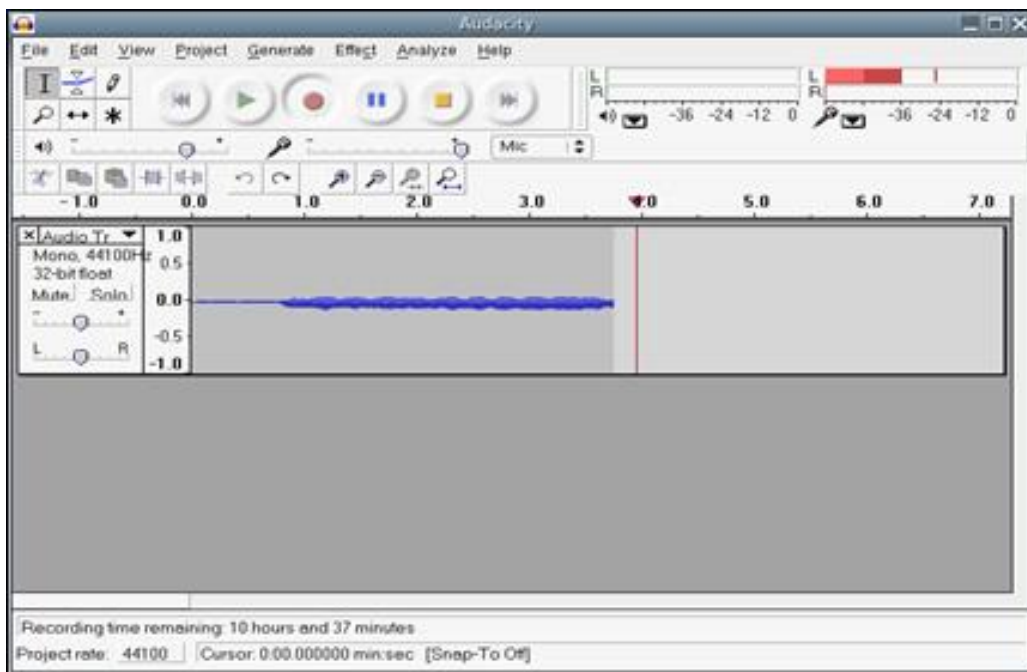 Audacity
File Edit View Project Generate Effect Analyze Help
L
R
-36 -24 -12 0
L
R
-36 -24 -12 0
Mic
-1.0 0.0 1.0 2.0 3.0 4.0 5.0 6.0 7.0
Audio Tr
Mono, 44100Hz
32-bit float
Mute Solo
- +
L R
1.0
0.5
0.0
-0.5
-1.0
Recording time remaining: 10 hours and 37 minutes
Project rate: 44100 Cursor: 0:00.000000 min:sec [Snap-To Off]